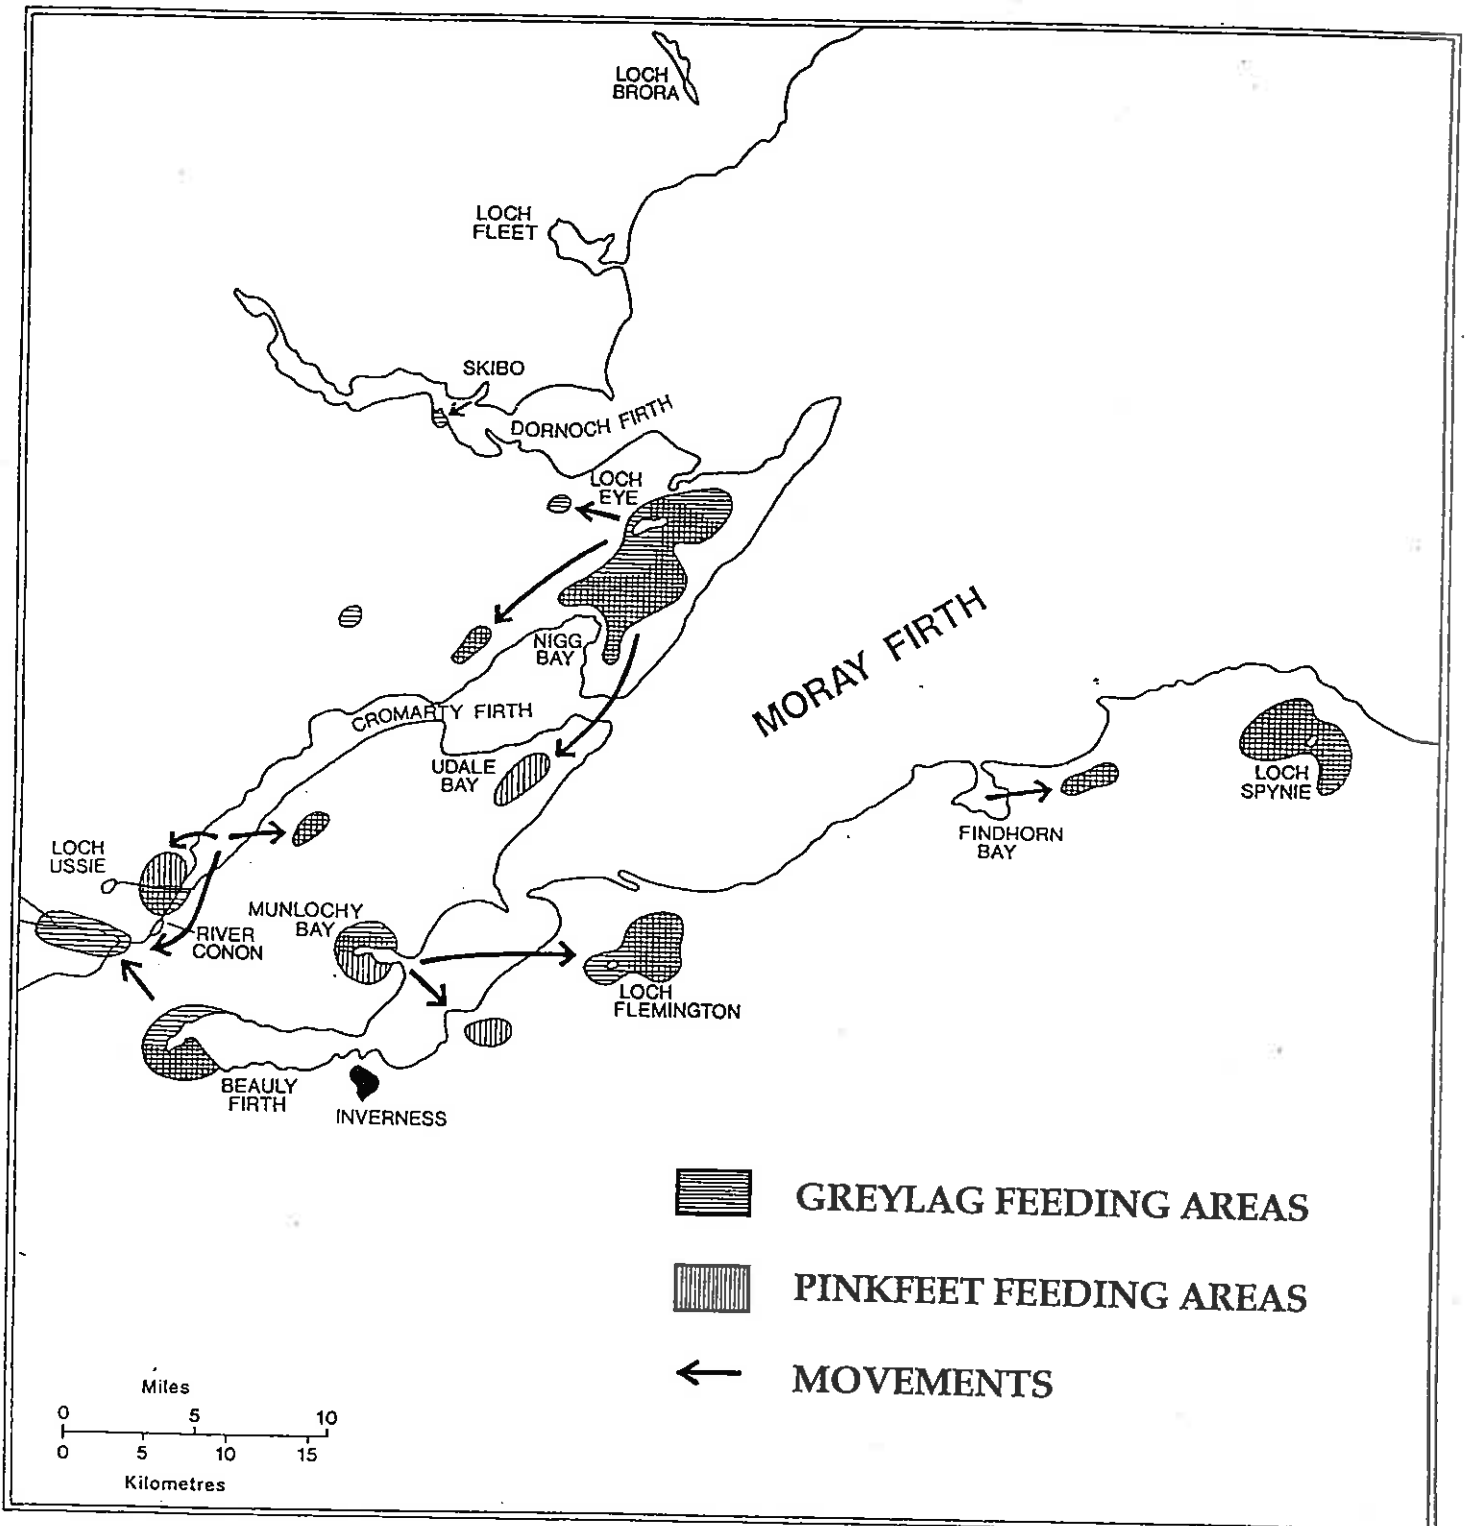 LOCH
BRORA
LOCH
FLEET
SKIBO
DORNOCH FIRTH
LOCH
EYE
NIGG
BAY
MORAY FIRTH
CROMARTY FIRTH
UDALE
BAY
LOCH
SPYNIE
FINDHORN
BAY
LOCH
USSIE
MUNLOCHY
BAY
RIVER
CONON
LOCH
FLEMINGTON
BEAULY
FIRTH
INVERNESS
GREYLAG FEEDING AREAS
PINKFEET FEEDING AREAS
MOVEMENTS
Miles
0 5 10
0 5 10 15
Kilometres